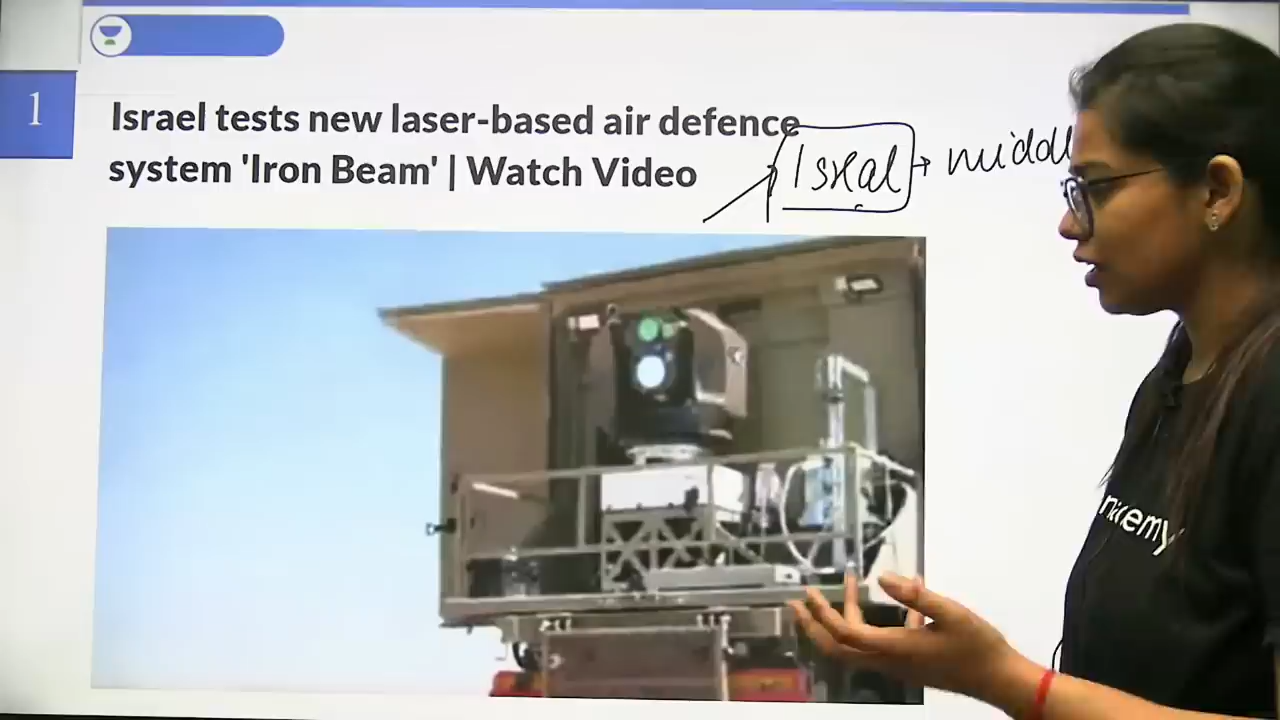 1
Israel tests new laser-based air defence
system 'Iron Beam' | Watch Video
Isral → middl